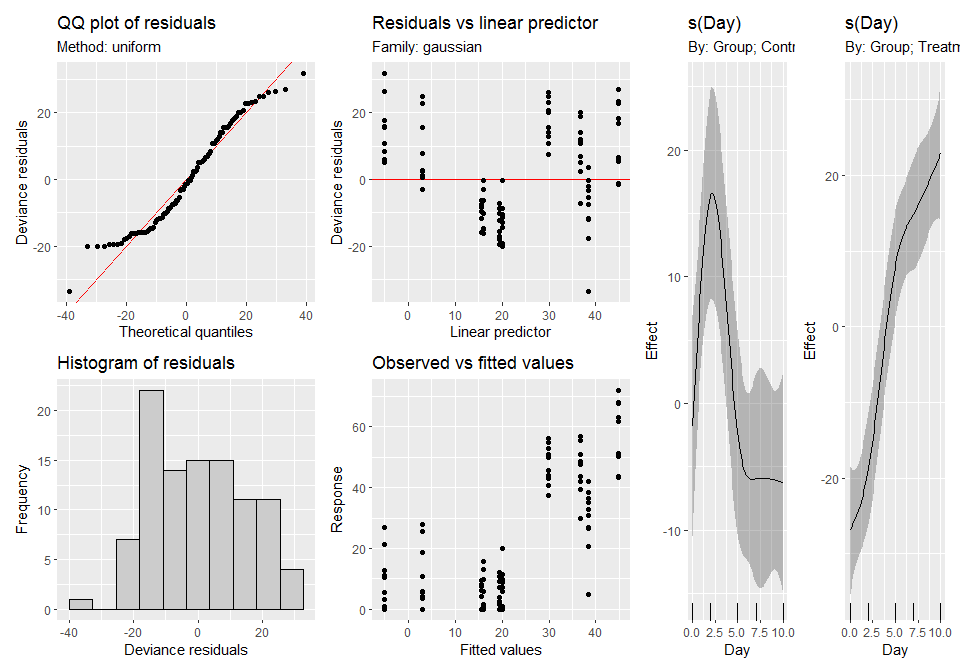 QQ plot of residuals
Method: uniform
Deviance residuals
20
0
-20
-40
-20
0
20
40
Theoretical quantiles
Residuals vs linear predictor
Family: gaussian
Deviance residuals
20
0
-20
0
10
20
30
40
Linear predictor
Histogram of residuals
Frequency
20
15
10
5
0
-40
-20
0
20
Deviance residuals
Observed vs fitted values
Response
60
40
20
0
0
10
20
30
40
Fitted values
s(Day)
By: Group; Contr
Effect
20
10
0
-10
0.0 2.5 5.0 7.5 10.0
Day
s(Day)
By: Group; Treatm
Effect
20
0
-20
0.0 2.5 5.0 7.5 10.0
Day